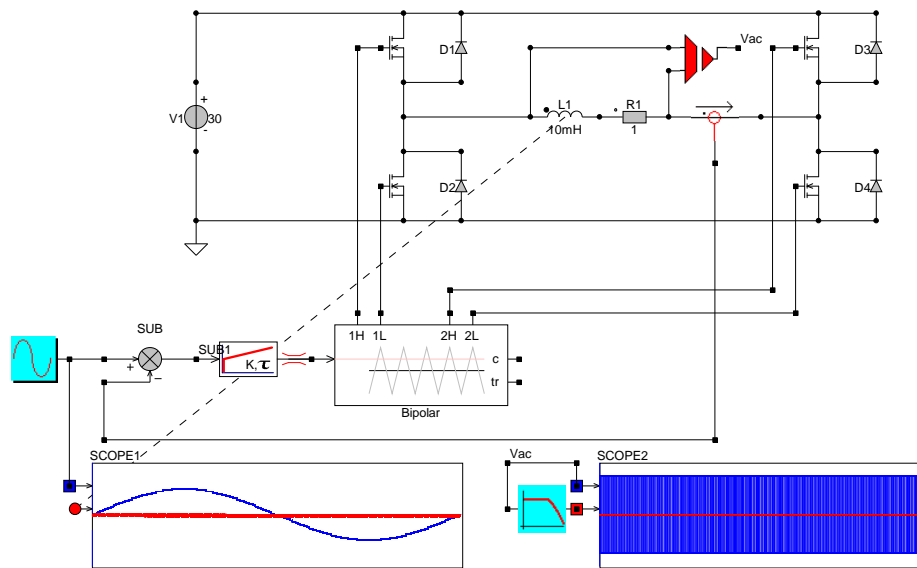 Vac
D1
D3
L1
R1
V1
+
30
-
10mH
1
D2
D4
SUB
+
−
SUB1
K, τ
1H 1L 2H 2L
c
tr
Bipolar
SCOPE1
Vac
SCOPE2